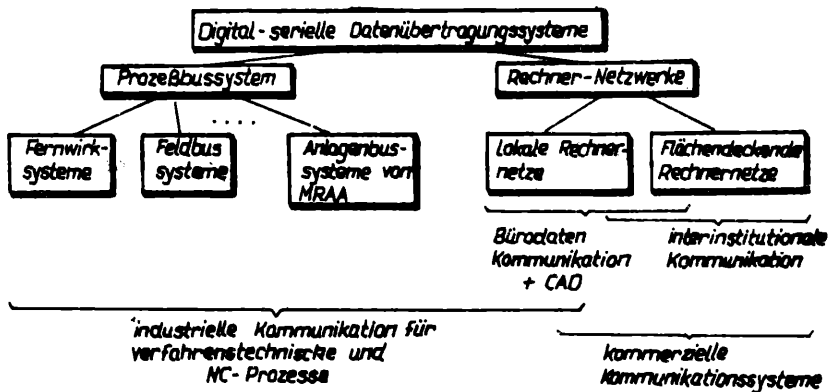 Digital-serielle Datenübertragungssysteme
Prozeßbussystem
Rechner-Netzwerke
....
Fernwirk-
systeme
Feldbus
systeme
Anlagenbus-
systeme von
MRAA
Lokale Rechner-
netze
Flächendeckende
Rechnernetze
Bürodaten
Kommunikation
+ CAD
interinstitutionale
Kommunikation
industrielle Kommunikation für
verfahrenstechnische und
NC-Prozesse
kommerzielle
Kommunikationssysteme